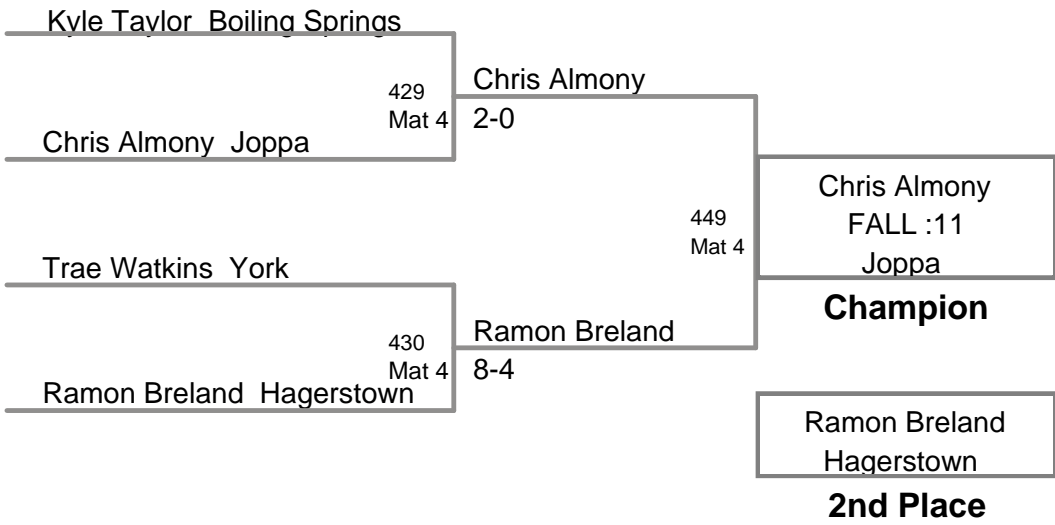 Kyle Taylor  Boiling Springs
429
Mat 4
Chris Almony
2-0
Chris Almony  Joppa
449
Mat 4
Chris Almony
FALL :11
Joppa
Champion
Trae Watkins  York
430
Mat 4
Ramon Breland
8-4
Ramon Breland  Hagerstown
Ramon Breland
Hagerstown
2nd Place